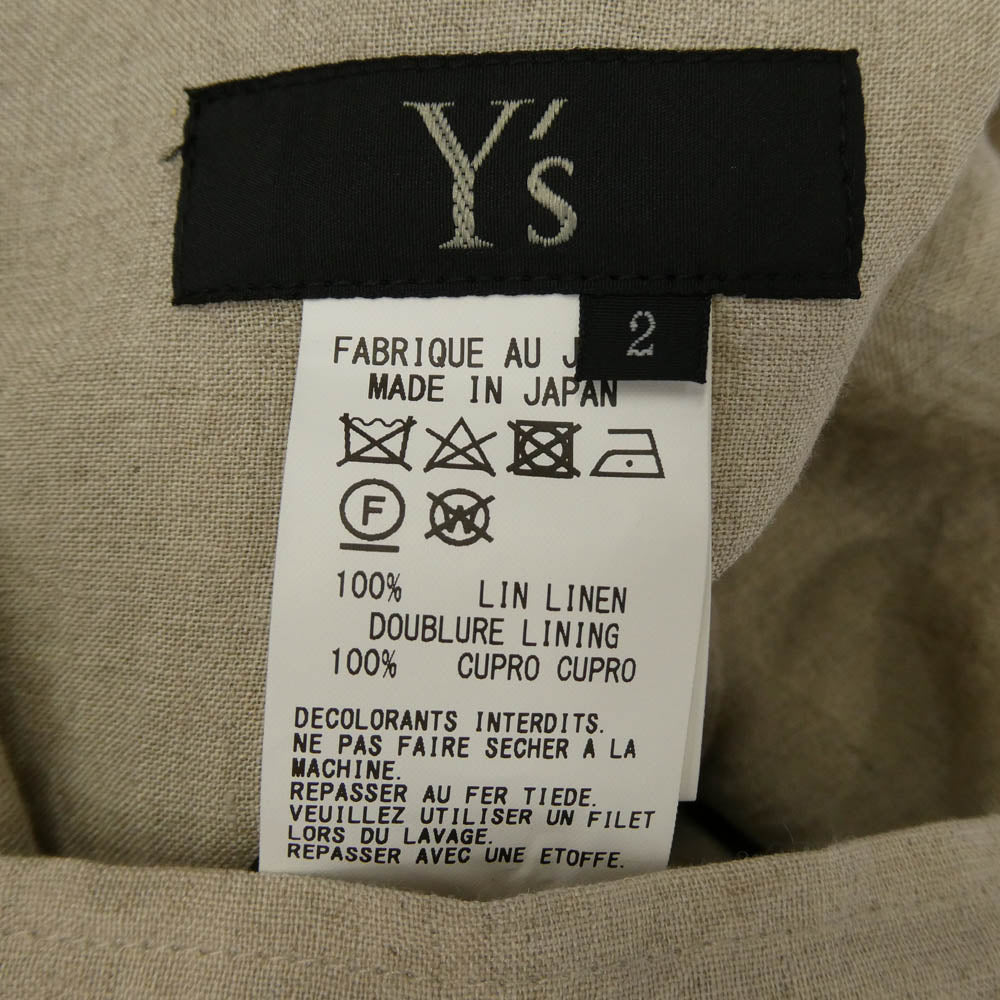 Y's
2
FABRIQUE AU J
MADE IN JAPAN
F W
100% LIN LINEN
DOUBLURE LINING
100% CUPRO CUPRO
DECOLORANTS INTERDITS.
NE PAS FAIRE SECHER A LA
MACHINE.
REPASSER AU FER TIEDE.
VEUILLEZ UTILISER UN FILET
LORS DU LAVAGE.
REPASSER AVEC UNE ETOFFE.